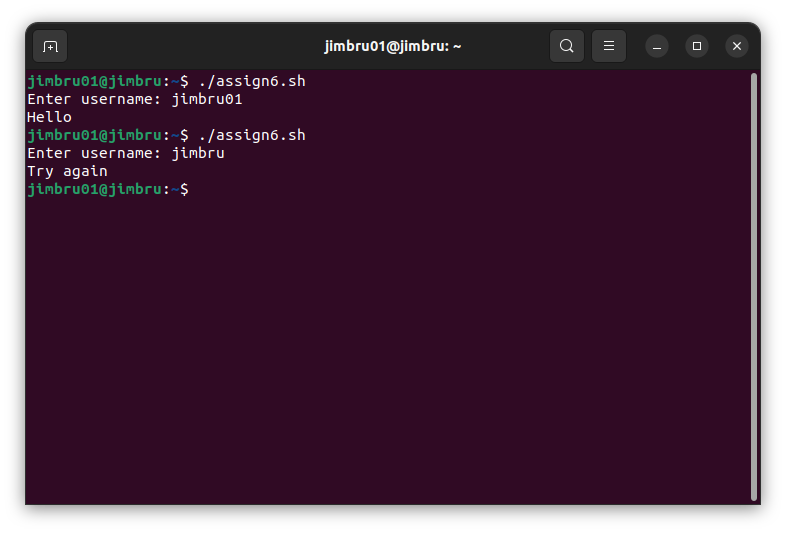 jimbru01@jimbru: ~
jimbru01@jimbru:~$ ./assign6.sh
Enter username: jimbru01
Hello
jimbru01@jimbru:~$ ./assign6.sh
Enter username: jimbru
Try again
jimbru01@jimbru:~$